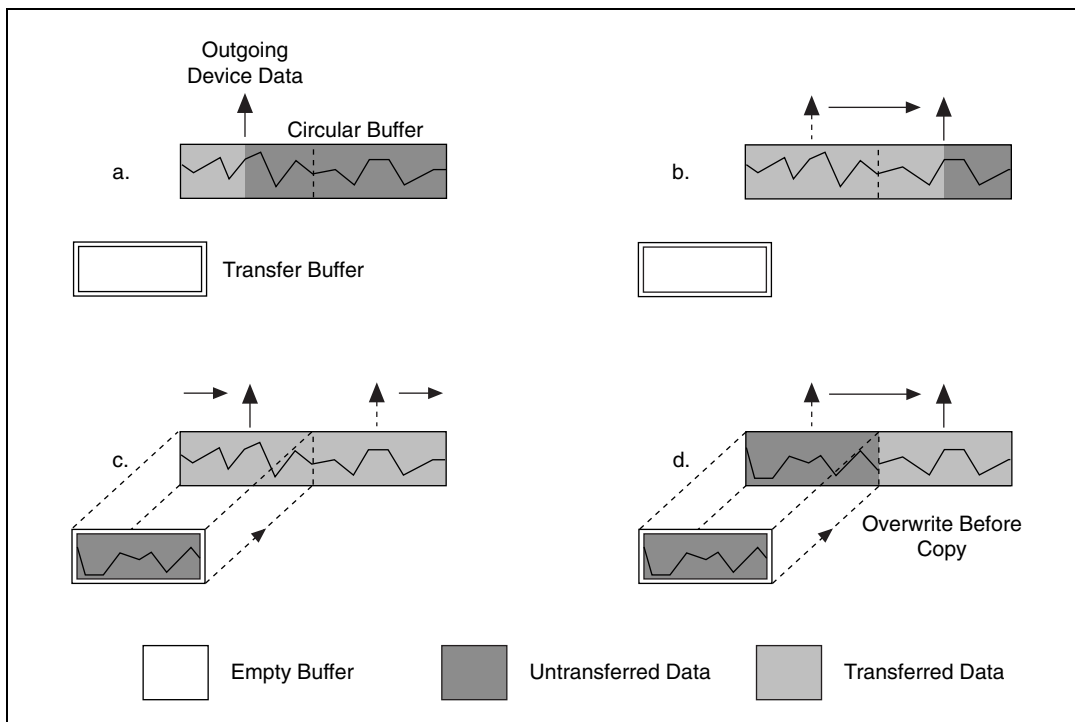 Outgoing
Device Data
Circular Buffer
a.
b.
Transfer Buffer
c.
d.
Overwrite Before
Copy
Empty Buffer
Untransferred Data
Transferred Data